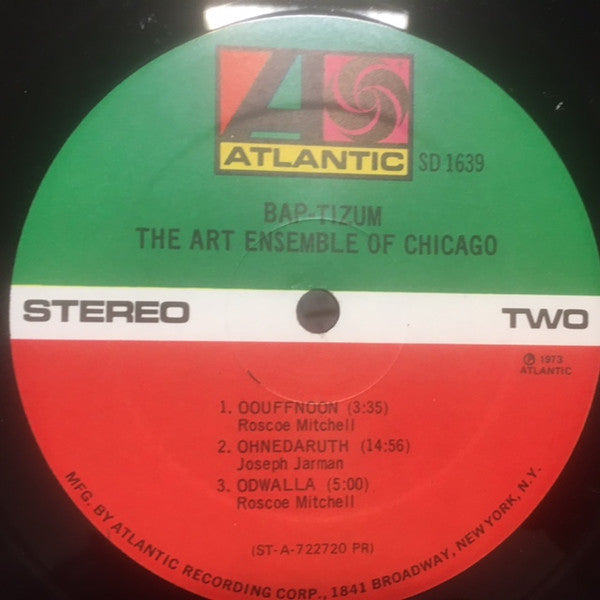 ATLANTIC
SD 1639
BAP-TIZUM
THE ART ENSEMBLE OF CHICAGO
STEREO
TWO
℗ 1973
ATLANTIC
1. OOUFFNOON (3:35)
Roscoe Mitchell
2. OHNEDARUTH (14:56)
Joseph Jarman
3. ODWALLA (5:00)
Roscoe Mitchell
(ST-A-722720 PR)
MFG. BY ATLANTIC RECORDING CORP., 1841 BROADWAY, NEW YORK, N.Y.